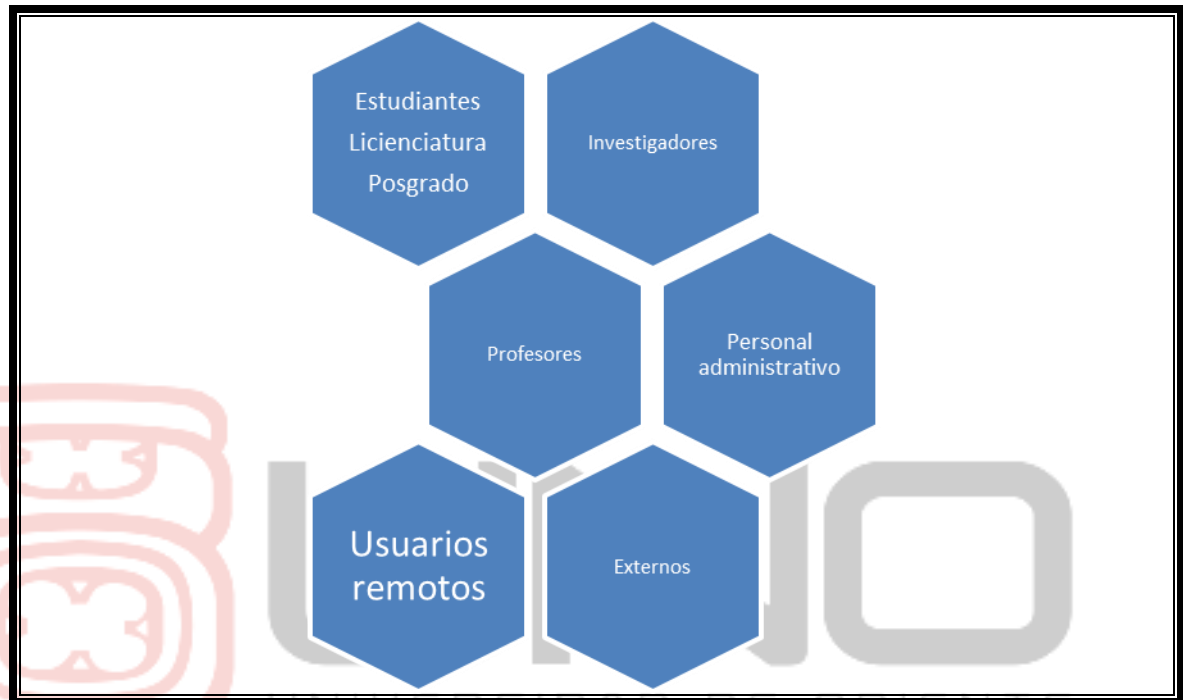 Estudiantes
Licienciatura
Posgrado
Investigadores
Profesores
Personal
administrativo
Usuarios
remotos
Externos